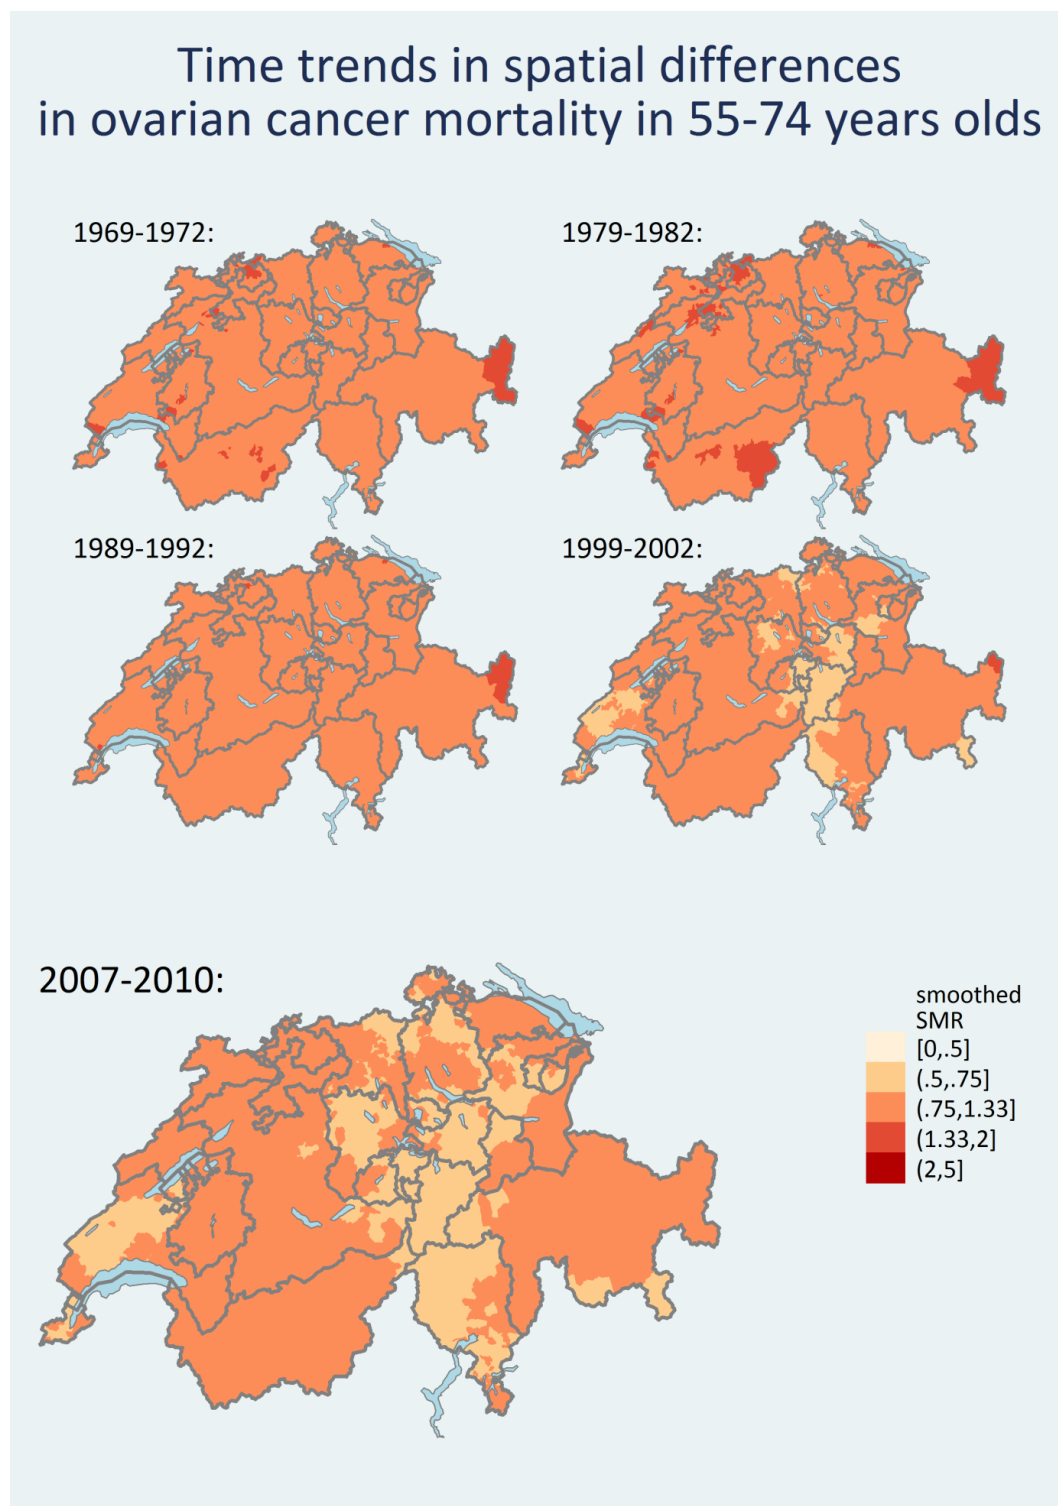 Time trends in spatial differences
in ovarian cancer mortality in 55-74 years olds
1969-1972:
1979-1982:
1989-1992:
1999-2002:
2007-2010:
smoothed
SMR
[0,.5]
(.5,.75]
(.75,1.33]
(1.33,2]
(2,5]